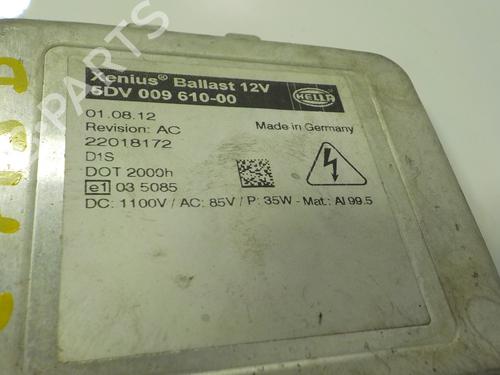 Xenius® Ballast 12V
5DV 009 610-00
HELLA
01.08.12
Made in Germany
Revision: AC
22018172
D1S
DOT 2000h
e1 03 5085
DC: 1100V / AC: 85V / P: 35W - Mat.: Al 99.5
PARTS